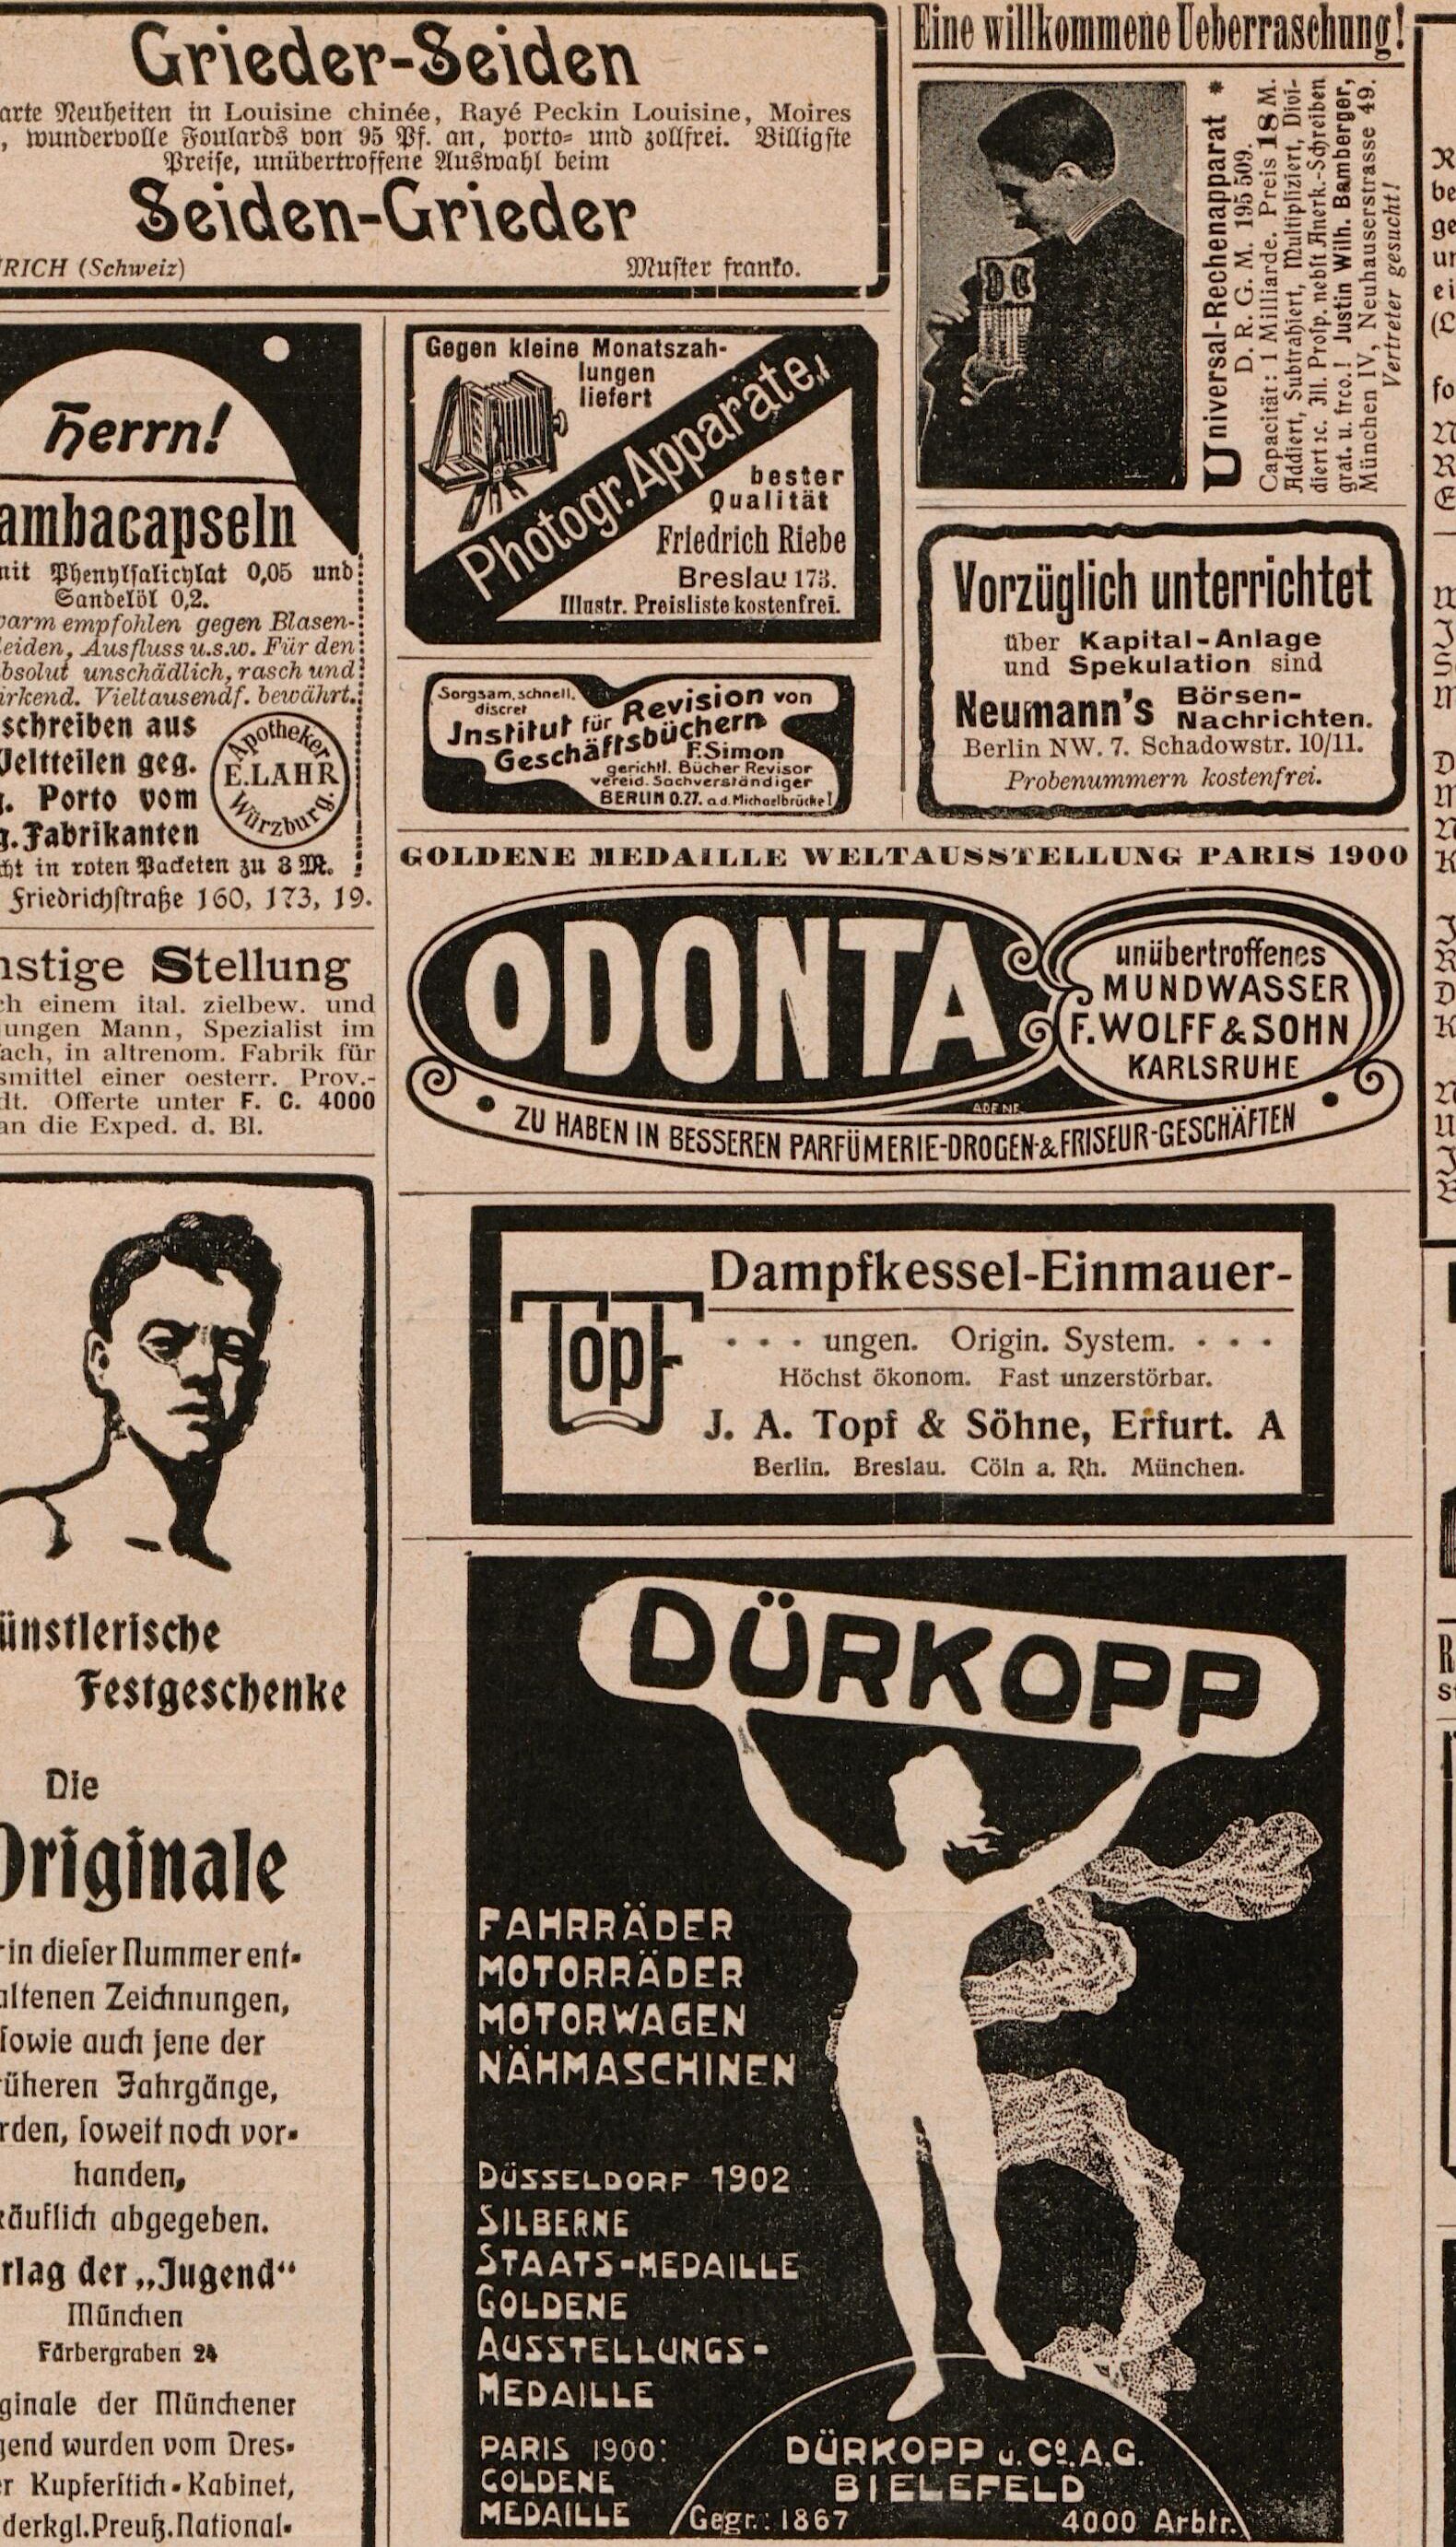 Grieder-Seiden
arte Neuheiten in Louisine chinée, Rayé Peckin Louisine, Moires
, wundervolle Foulards von 95 Pf. an, porto= und zollfrei. Billigste
Preise, unübertroffene Auswahl beim
Seiden-Grieder
RICH (Schweiz) Muster franko.
Herrn!
ambacapseln
mit Phenylsalicylat 0,05 und
Sandelöl 0,2.
warm empfohlen gegen Blasen-
leiden, Ausfluss u.s.w. Für den
absolut unschädlich, rasch und
irkend. Vieltausendf. bewährt.
schreiben aus
Weltteilen geg.
. Porto vom
g. Fabrikanten
Apotheker
E. LAHR
Würzburg.
cht in roten Packeten zu 3 M.
Friedrichstraße 160, 173, 19.
nstige Stellung
ch einem ital. zielbew. und
jungen Mann, Spezialist im
fach, in altrenom. Fabrik für
smittel einer oesterr. Prov.-
dt. Offerte unter F. C. 4000
an die Exped. d. Bl.
ünstlerische
Festgeschenke
Die
Originale
r in dieser Nummer ent-
altenen Zeichnungen,
sowie auch jene der
rüheren Jahrgänge,
rden, soweit noch vor-
handen,
käuflich abgegeben.
rlag der „Jugend“
München
Färbergraben 24
ginale der Münchener
gend wurden vom Dres-
er Kupferstich-Kabinet,
der kgl. Preuß. National-
Gegen kleine Monatszah-
lungen
liefert
Photogr. Apparate,
bester
Qualität
Friedrich Riebe
Breslau 173.
Illustr. Preisliste kostenfrei.
Sorgsam, schnell,
discret
Institut für Revision von
Geschäftsbüchern
F. Simon
gerichtl. Bücher Revisor
vereid. Sachverständiger
BERLIN O.27. a.d. Michaelbrücke 1
Eine willkommene Ueberraschung!
Universal-Rechenapparat *
D. R. G. M. 195 509.
Capacität: 1 Milliarde. Preis 18 M.
Addiert, Subtrahiert, Multipliziert, Divi-
diert ec. Ill. Prosp. nebst Anerk.-Schreiben
grat. u. frco.! Justin Wilh. Bamberger,
München IV, Neuhauserstrasse 49.
Vertreter gesucht!
Vorzüglich unterrichtet
über Kapital-Anlage
und Spekulation sind
Neumann's Börsen-
Nachrichten.
Berlin NW. 7. Schadowstr. 10/11.
Probenummern kostenfrei.
GOLDENE MEDAILLE WELTAUSSTELLUNG PARIS 1900
ODONTA
unübertroffenes
MUNDWASSER
F. WOLFF & SOHN
KARLSRUHE
ZU HABEN IN BESSEREN PARFÜMERIE-DROGEN-& FRISEUR-GESCHÄFTEN
Topf
Dampfkessel-Einmauer-
· · · ungen. Origin. System. · · ·
Höchst ökonom. Fast unzerstörbar.
J. A. Topf & Söhne, Erfurt. A
Berlin. Breslau. Cöln a. Rh. München.
DÜRKOPP
FAHRRÄDER
MOTORRÄDER
MOTORWAGEN
NÄHMASCHINEN
DÜSSELDORF 1902:
SILBERNE
STAATS-MEDAILLE
GOLDENE
AUSSTELLUNGS-
MEDAILLE
PARIS 1900:
GOLDENE
MEDAILLE
DÜRKOPP u. Co. A.G.
BIELEFELD
Gegr.: 1867 4000 Arbtr.